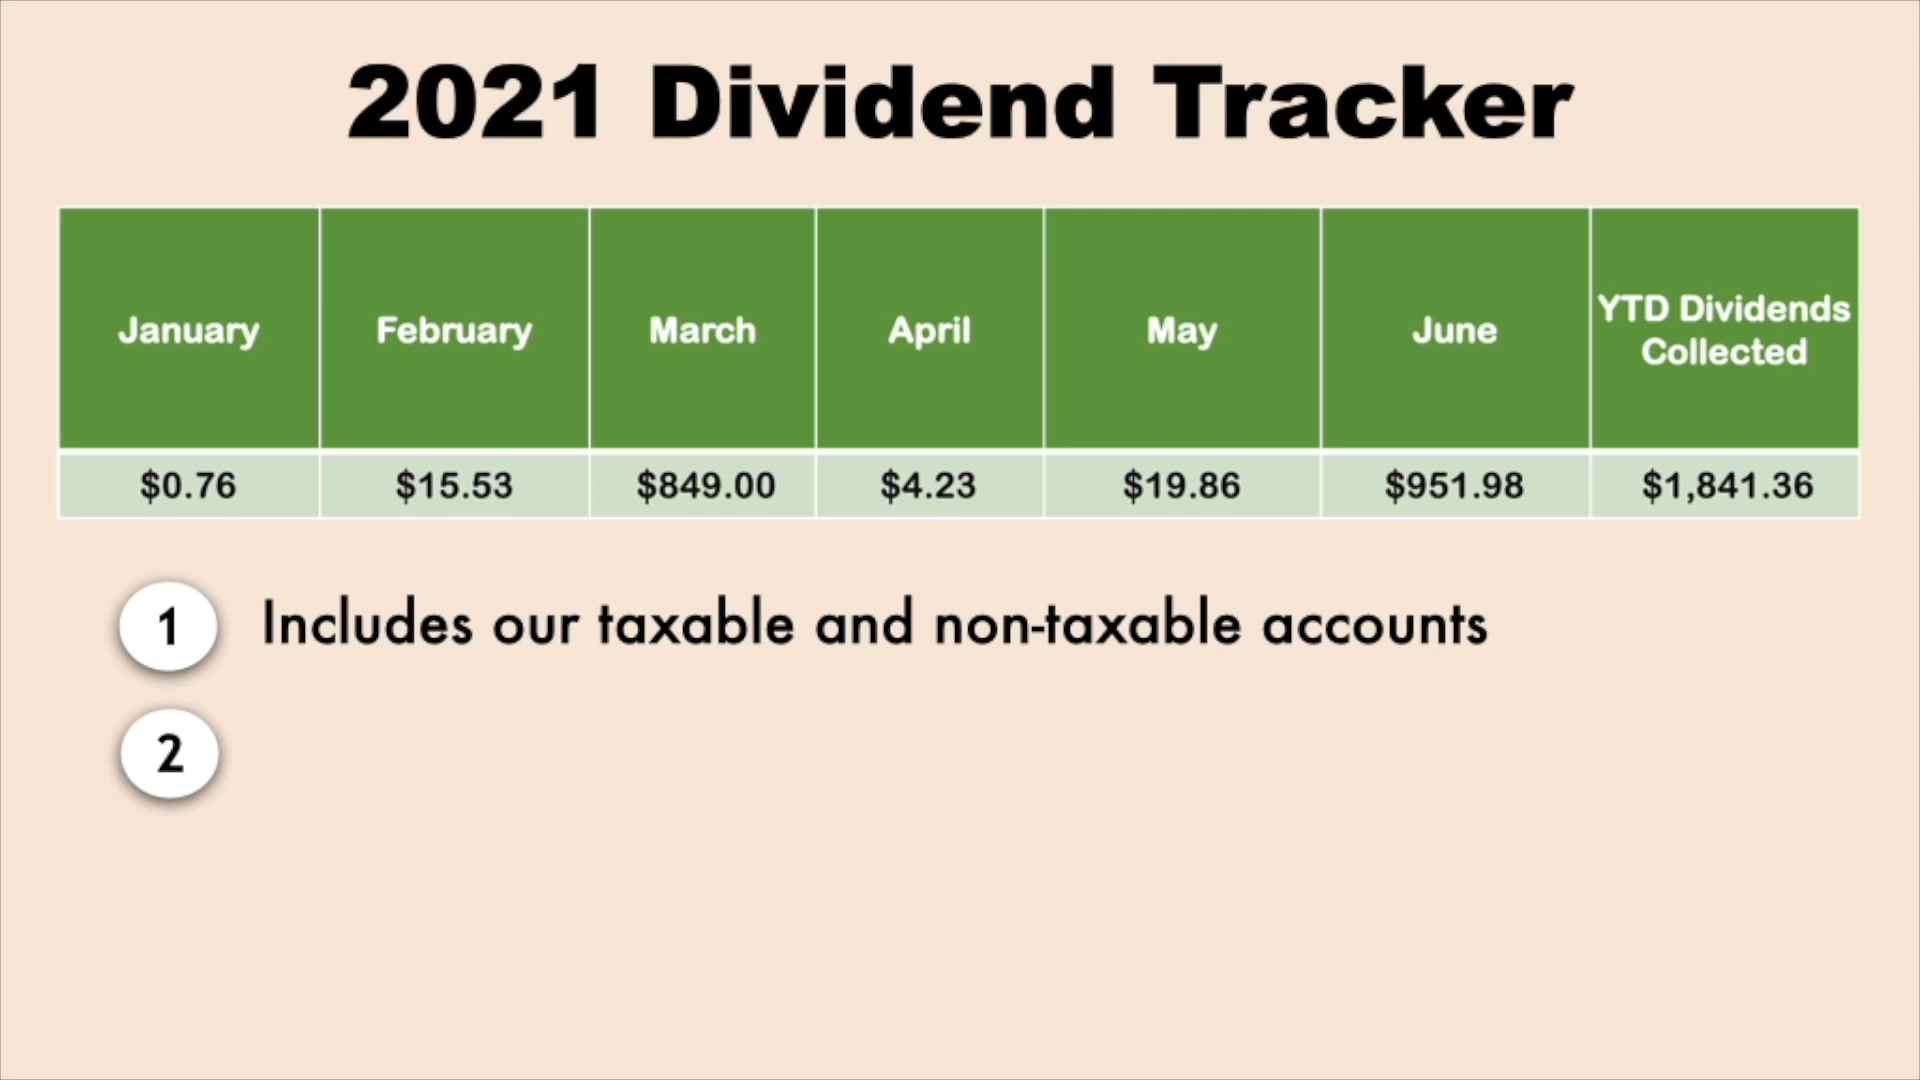 2021 Dividend Tracker
January February March April May June YTD Dividends Collected
$0.76 $15.53 $849.00 $4.23 $19.86 $951.98 $1,841.36
1 Includes our taxable and non-taxable accounts
2